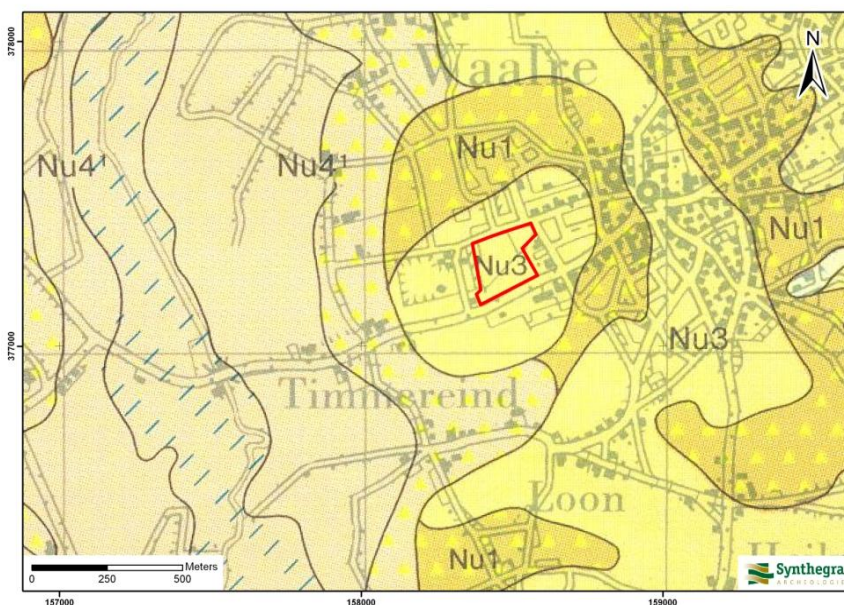 378000
377000
157000
158000
159000
Waalre
N
Nu1
Nu4¹
Nu4¹
Nu1
Nu3
Nu3
Timmereind
Loon
Nu1
Meters
0 250 500
Synthegra
ARCHEOLOGIE